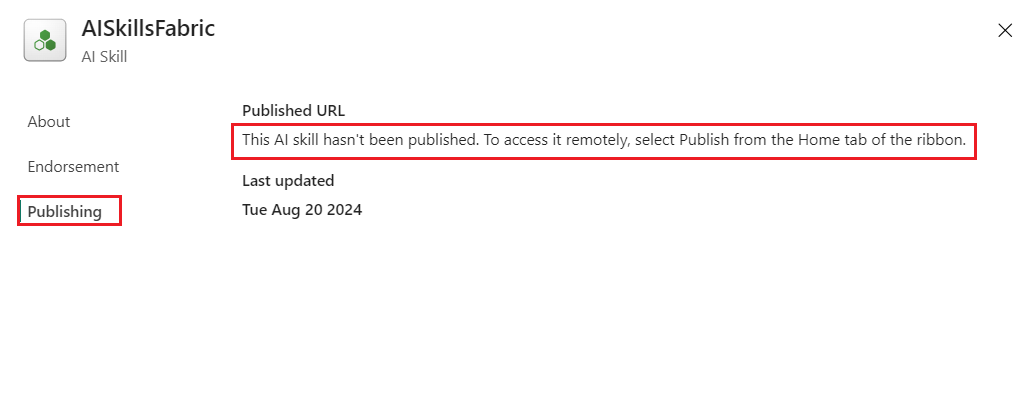 AISkillsFabric
AI Skill
About
Endorsement
Publishing
Published URL
This AI skill hasn't been published. To access it remotely, select Publish from the Home tab of the ribbon.
Last updated
Tue Aug 20 2024